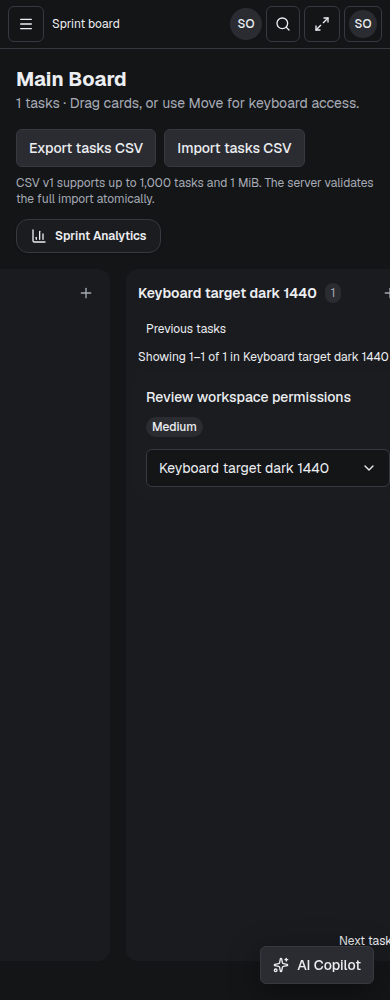 Sprint board
SO
SO
Main Board
1 tasks · Drag cards, or use Move for keyboard access.
Export tasks CSV
Import tasks CSV
CSV v1 supports up to 1,000 tasks and 1 MiB. The server validates
the full import atomically.
Sprint Analytics
Keyboard target dark 1440
1
Previous tasks
Showing 1–1 of 1 in Keyboard target dark 1440
Review workspace permissions
Medium
Keyboard target dark 1440
Next task
AI Copilot